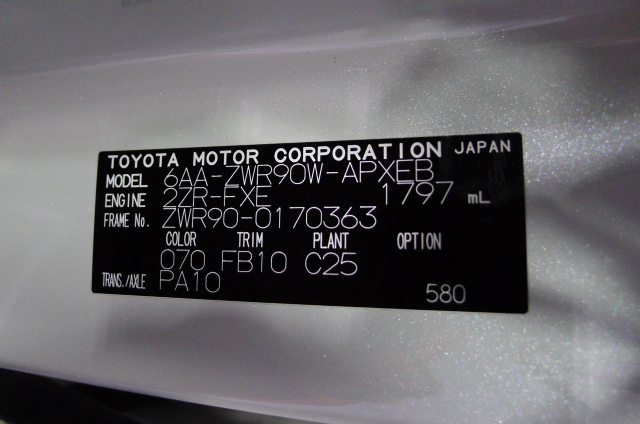 TOYOTA MOTOR CORPORATION JAPAN
MODEL 6AA-ZWR90W-APXEB
ENGINE 2ZR-FXE 1797 mL
FRAME No. ZWR90-0170363
COLOR TRIM PLANT OPTION
070 FB10 C25
TRANS./AXLE PA10
580